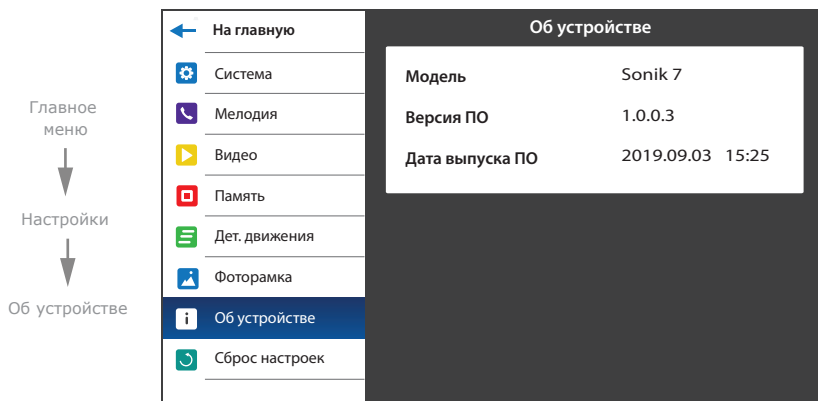 Главное
меню
Настройки
Об устройстве
На главную
Система
Мелодия
Видео
Память
Дет. движения
Фоторамка
Об устройстве
Сброс настроек
Об устройстве
Модель Sonik 7
Версия ПО 1.0.0.3
Дата выпуска ПО 2019.09.03 15:25